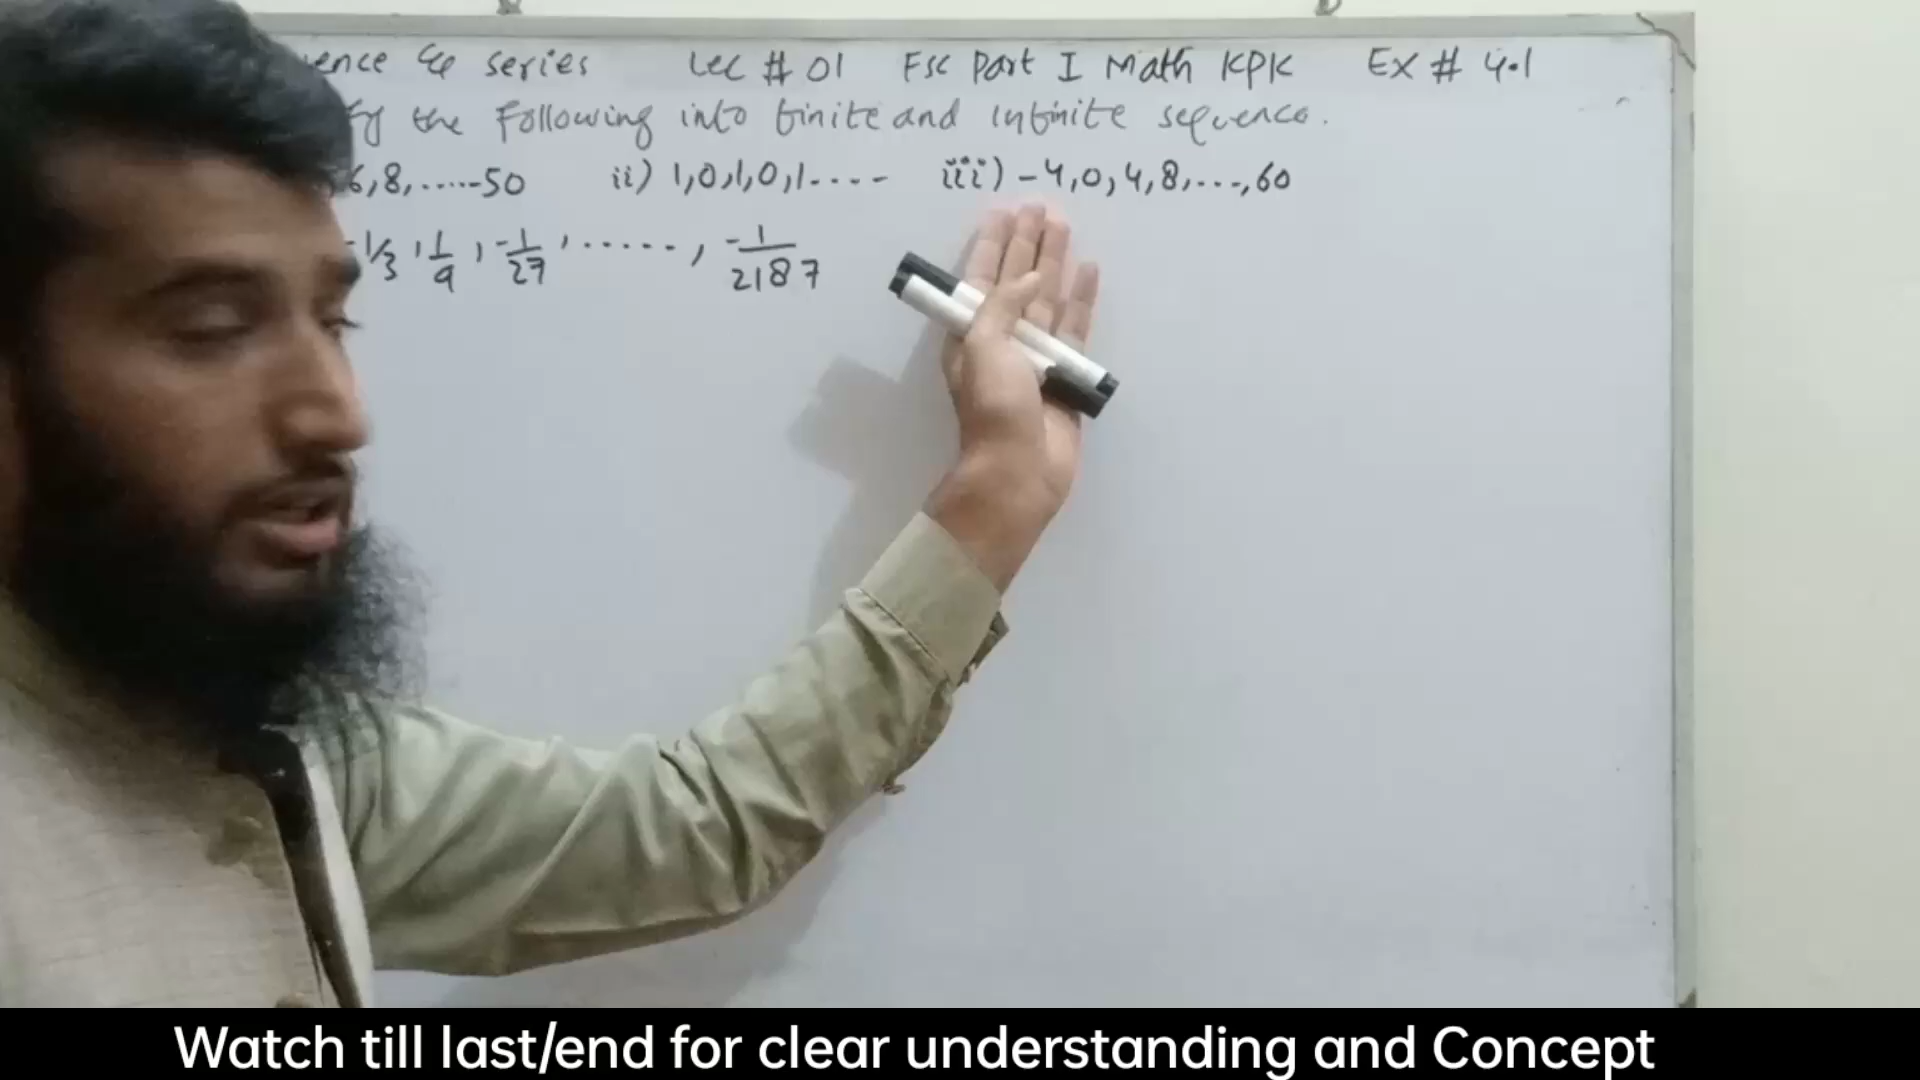 ence & series Lec # 01 Fsc Part I Math KPK Ex # 4.1
fy the following into finite and infinite sequence.
6,8,......50 ii) 1,0,1,0,1.... iii) -4,0,4,8,...,60
-1/3, 1/9, -1/27, ......, -1/2187
Watch till last/end for clear understanding and Concept